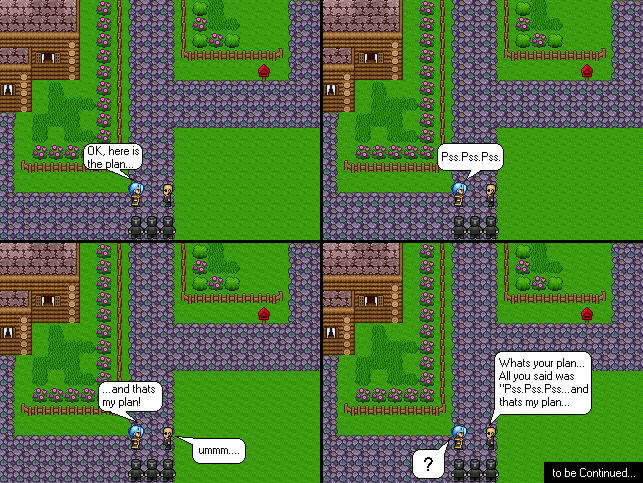 OK, here is
the plan...
Pss.Pss.Pss.
...and thats
my plan!
ummm....
Whats your plan...
All you said was
"Pss.Pss.Pss...and
thats my plan...
?
to be Continued...